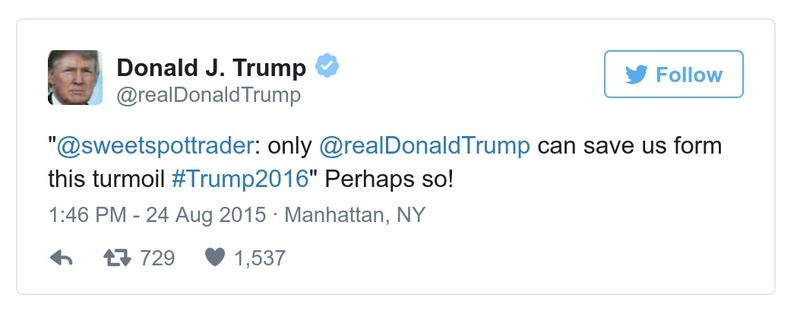 Donald J. Trump
@realDonaldTrump
Follow
"@sweetspottrader: only @realDonaldTrump can save us form
this turmoil #Trump2016" Perhaps so!
1:46 PM - 24 Aug 2015 · Manhattan, NY
729 1,537